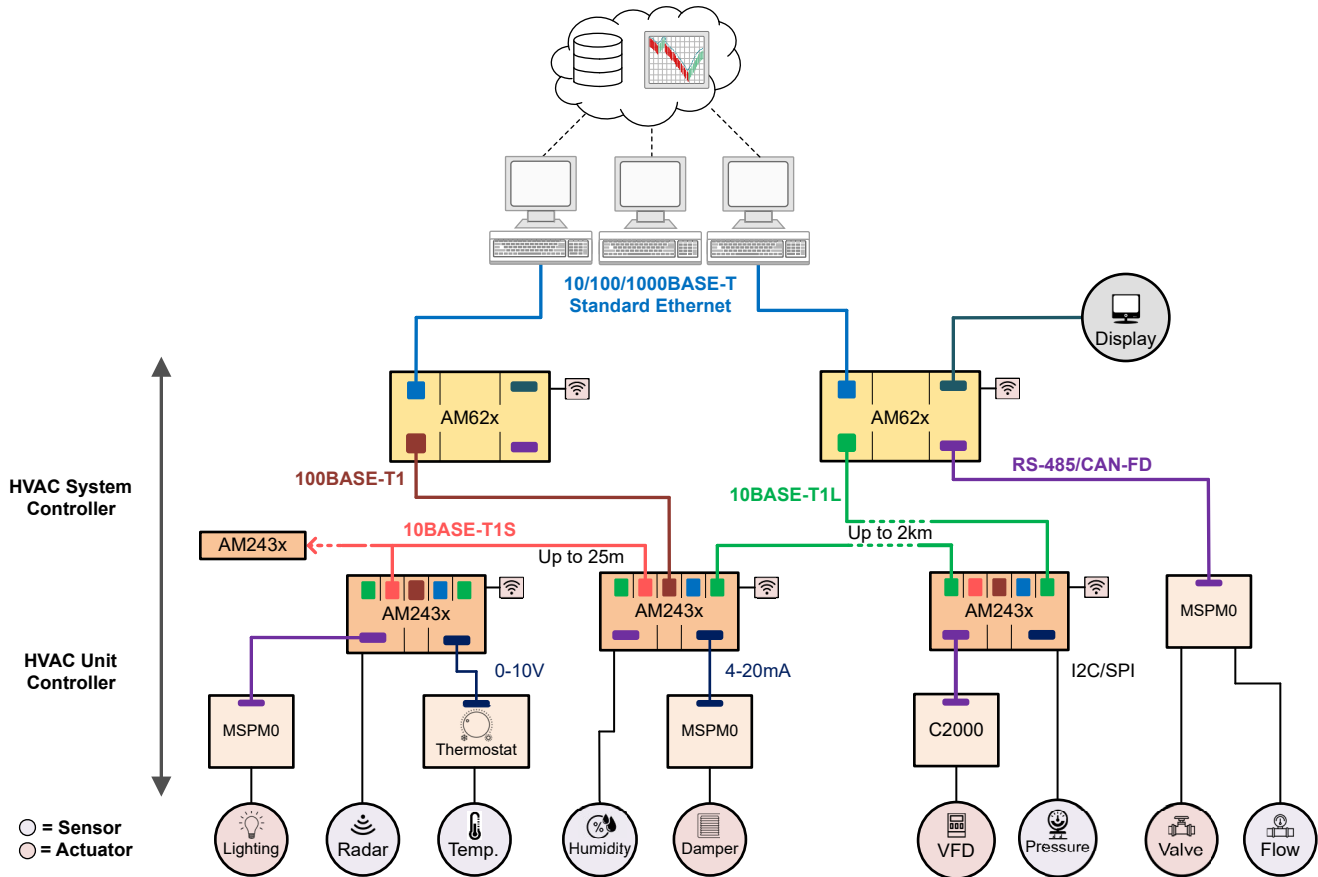 10/100/1000BASE-T
Standard Ethernet
Display
AM62x
AM62x
100BASE-T1
RS-485/CAN-FD
HVAC System
Controller
10BASE-T1L
10BASE-T1S
AM243x
Up to 25m
Up to 2km
AM243x
AM243x
AM243x
MSPM0
HVAC Unit
Controller
0-10V
4-20mA
I2C/SPI
MSPM0
Thermostat
MSPM0
C2000
= Sensor
= Actuator
Lighting
Radar
Temp.
%
Humidity
Damper
VFD
Pressure
Valve
Flow